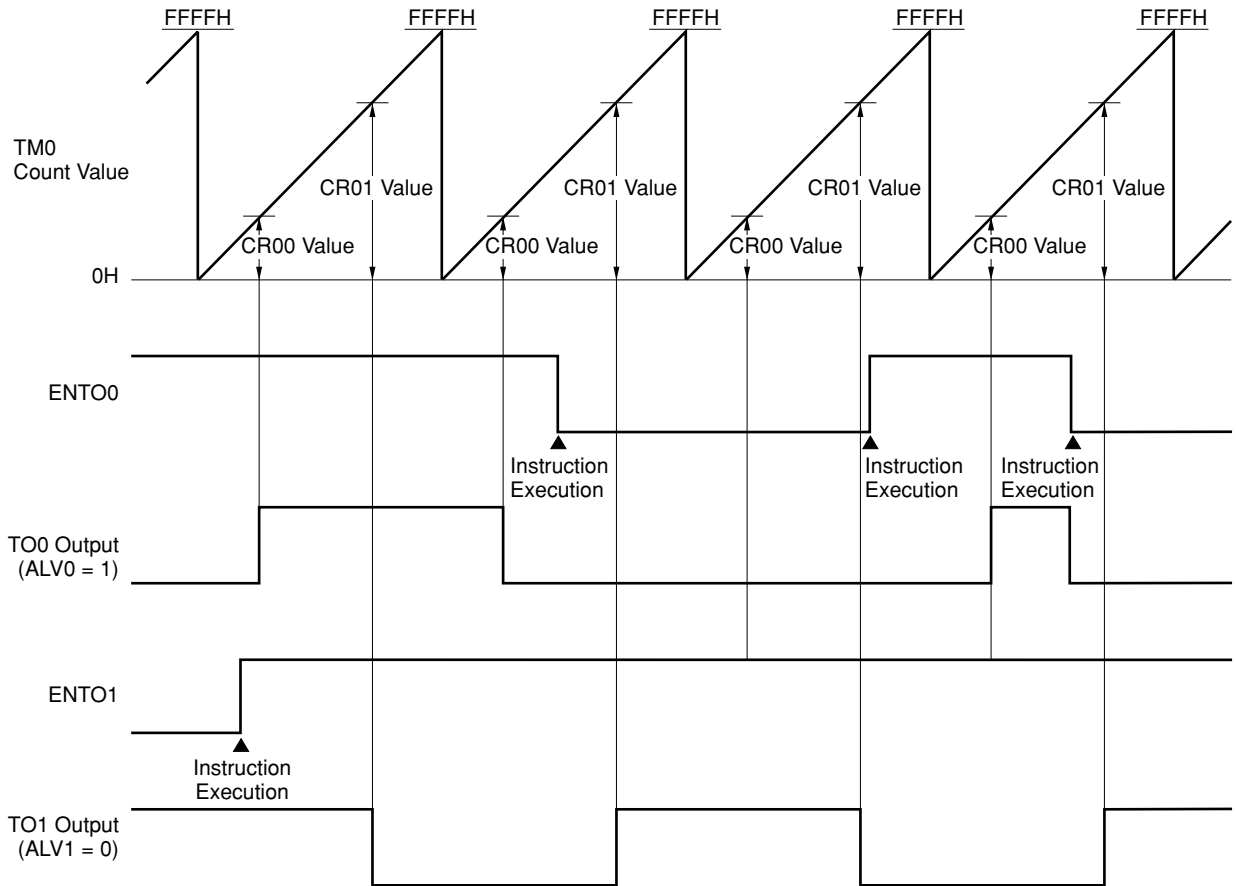 FFFFH FFFFH FFFFH FFFFH FFFFH
TM0
Count Value
CR01 Value CR01 Value CR01 Value CR01 Value
CR00 Value CR00 Value CR00 Value CR00 Value
0H
ENTO0
Instruction
Execution
Instruction
Execution
Instruction
Execution
TO0 Output
(ALV0 = 1)
ENTO1
Instruction
Execution
TO1 Output
(ALV1 = 0)